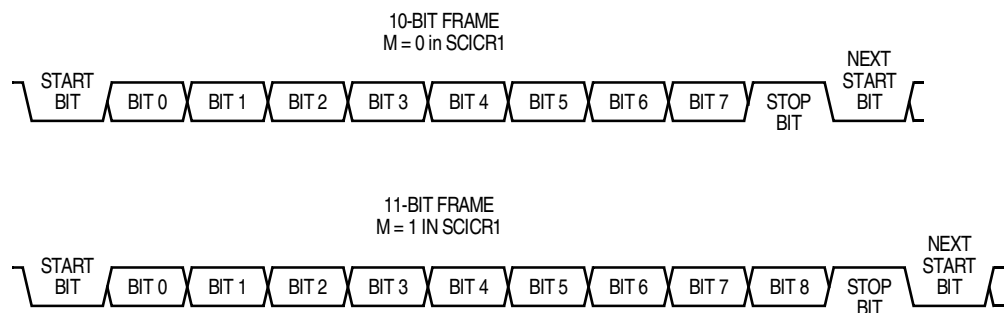 10-BIT FRAME
M = 0 in SCICR1
START
BIT
BIT 0
BIT 1
BIT 2
BIT 3
BIT 4
BIT 5
BIT 6
BIT 7
STOP
BIT
NEXT
START
BIT
11-BIT FRAME
M = 1 IN SCICR1
START
BIT
BIT 0
BIT 1
BIT 2
BIT 3
BIT 4
BIT 5
BIT 6
BIT 7
BIT 8
STOP
BIT
NEXT
START
BIT